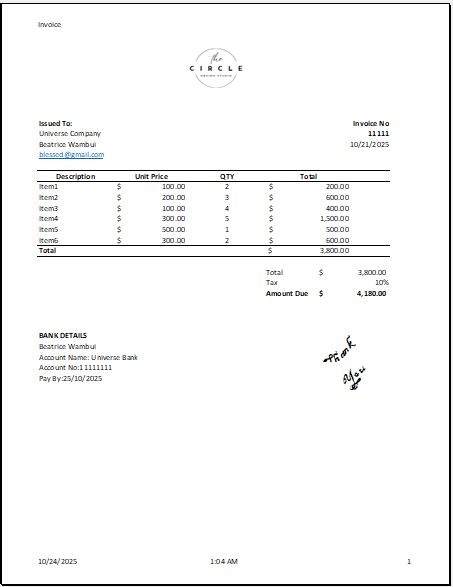 Invoice
the
CIRCLE
DESIGN STUDIO
Issued To: Invoice No
Universe Company 11111
Beatrice Wambui 10/21/2025
blessed@gmail.com
Description Unit Price QTY Total
Item1 $ 100.00 2 $ 200.00
Item2 $ 200.00 3 $ 600.00
Item3 $ 100.00 4 $ 400.00
Item4 $ 300.00 5 $ 1,500.00
Item5 $ 500.00 1 $ 500.00
Item6 $ 300.00 2 $ 600.00
Total $ 3,800.00
Total $ 3,800.00
Tax 10%
Amount Due $ 4,180.00
BANK DETAILS
Beatrice Wambui
Account Name: Universe Bank
Account No:11111111
Pay By:25/10/2025
Thank
You
10/24/2025 1:04 AM 1